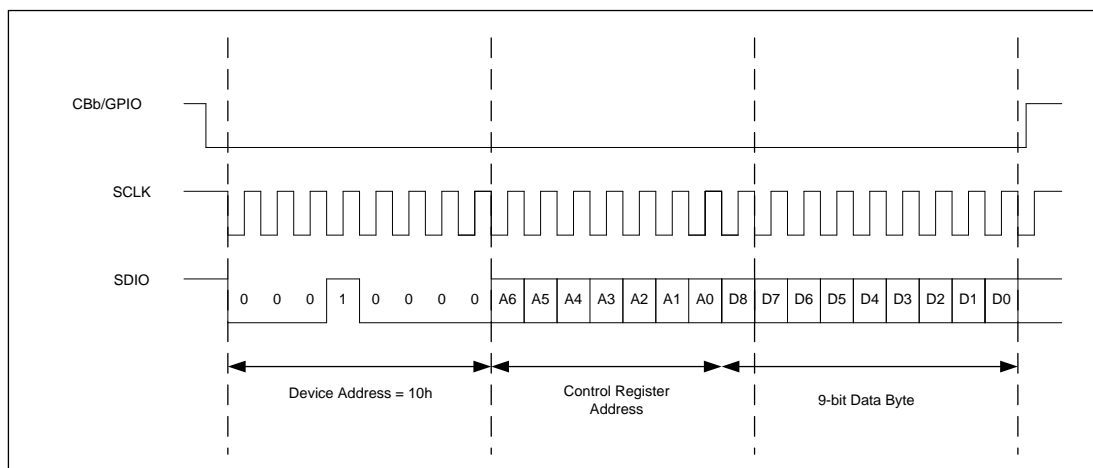 CBb/GPIO
SCLK
SDIO
0 0 0 1 0 0 0 0 A6 A5 A4 A3 A2 A1 A0 D8 D7 D6 D5 D4 D3 D2 D1 D0
Device Address = 10h
Control Register
Address
9-bit Data Byte